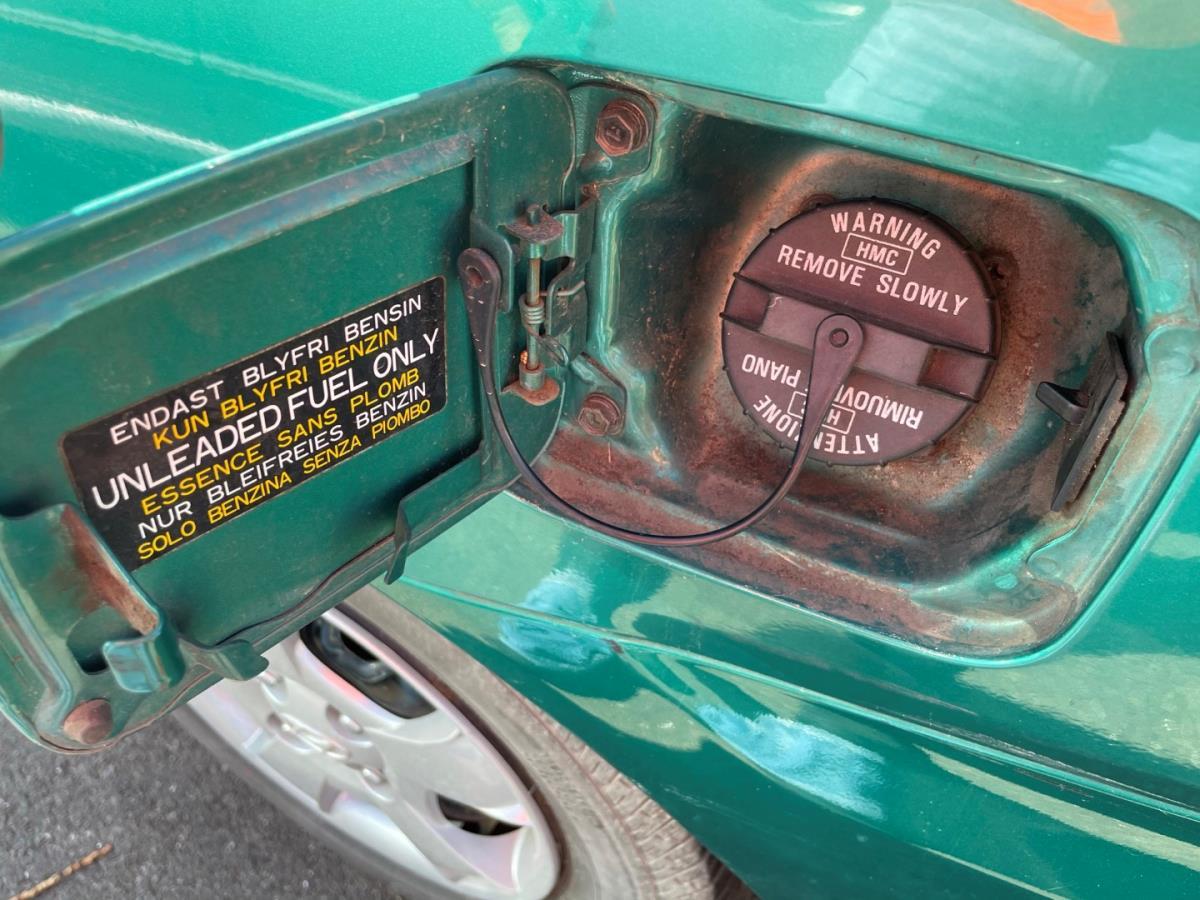 ENDAST BLYFRI BENSIN
KUN BLYFRI BENZIN
UNLEADED FUEL ONLY
ESSENCE SANS PLOMB
NUR BLEIFREIES BENZIN
SOLO BENZINA SENZA PIOMBO
WARNING
HMC
REMOVE SLOWLY
ATTENZIONE
RIMUOVE PIANO